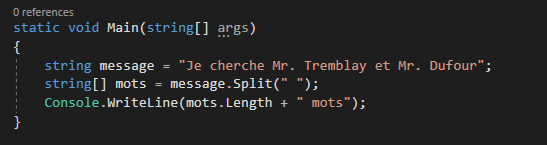 0 references
static void Main(string[] args)
{
string message = "Je cherche Mr. Tremblay et Mr. Dufour";
string[] mots = message.Split(" ");
Console.WriteLine(mots.Length + " mots");
}